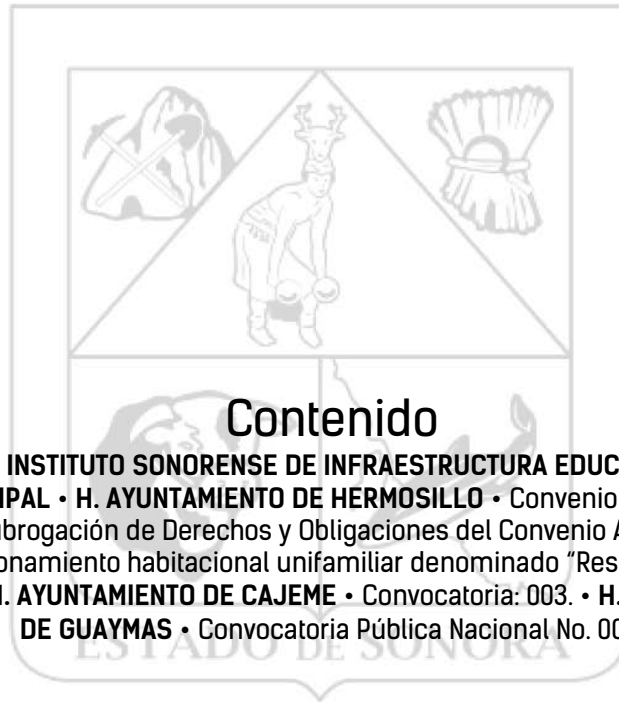 Contenido
INSTITUTO SONORENSE DE INFRAESTRUCTURA EDUC
IPAL • H. AYUNTAMIENTO DE HERMOSILLO • Convenio
brogación de Derechos y Obligaciones del Convenio A
onamiento habitacional unifamiliar denominado “Res
I. AYUNTAMIENTO DE CAJEME • Convocatoria: 003. • H.
DE GUAYMAS • Convocatoria Pública Nacional No. 00
ESTADO DE SONORA